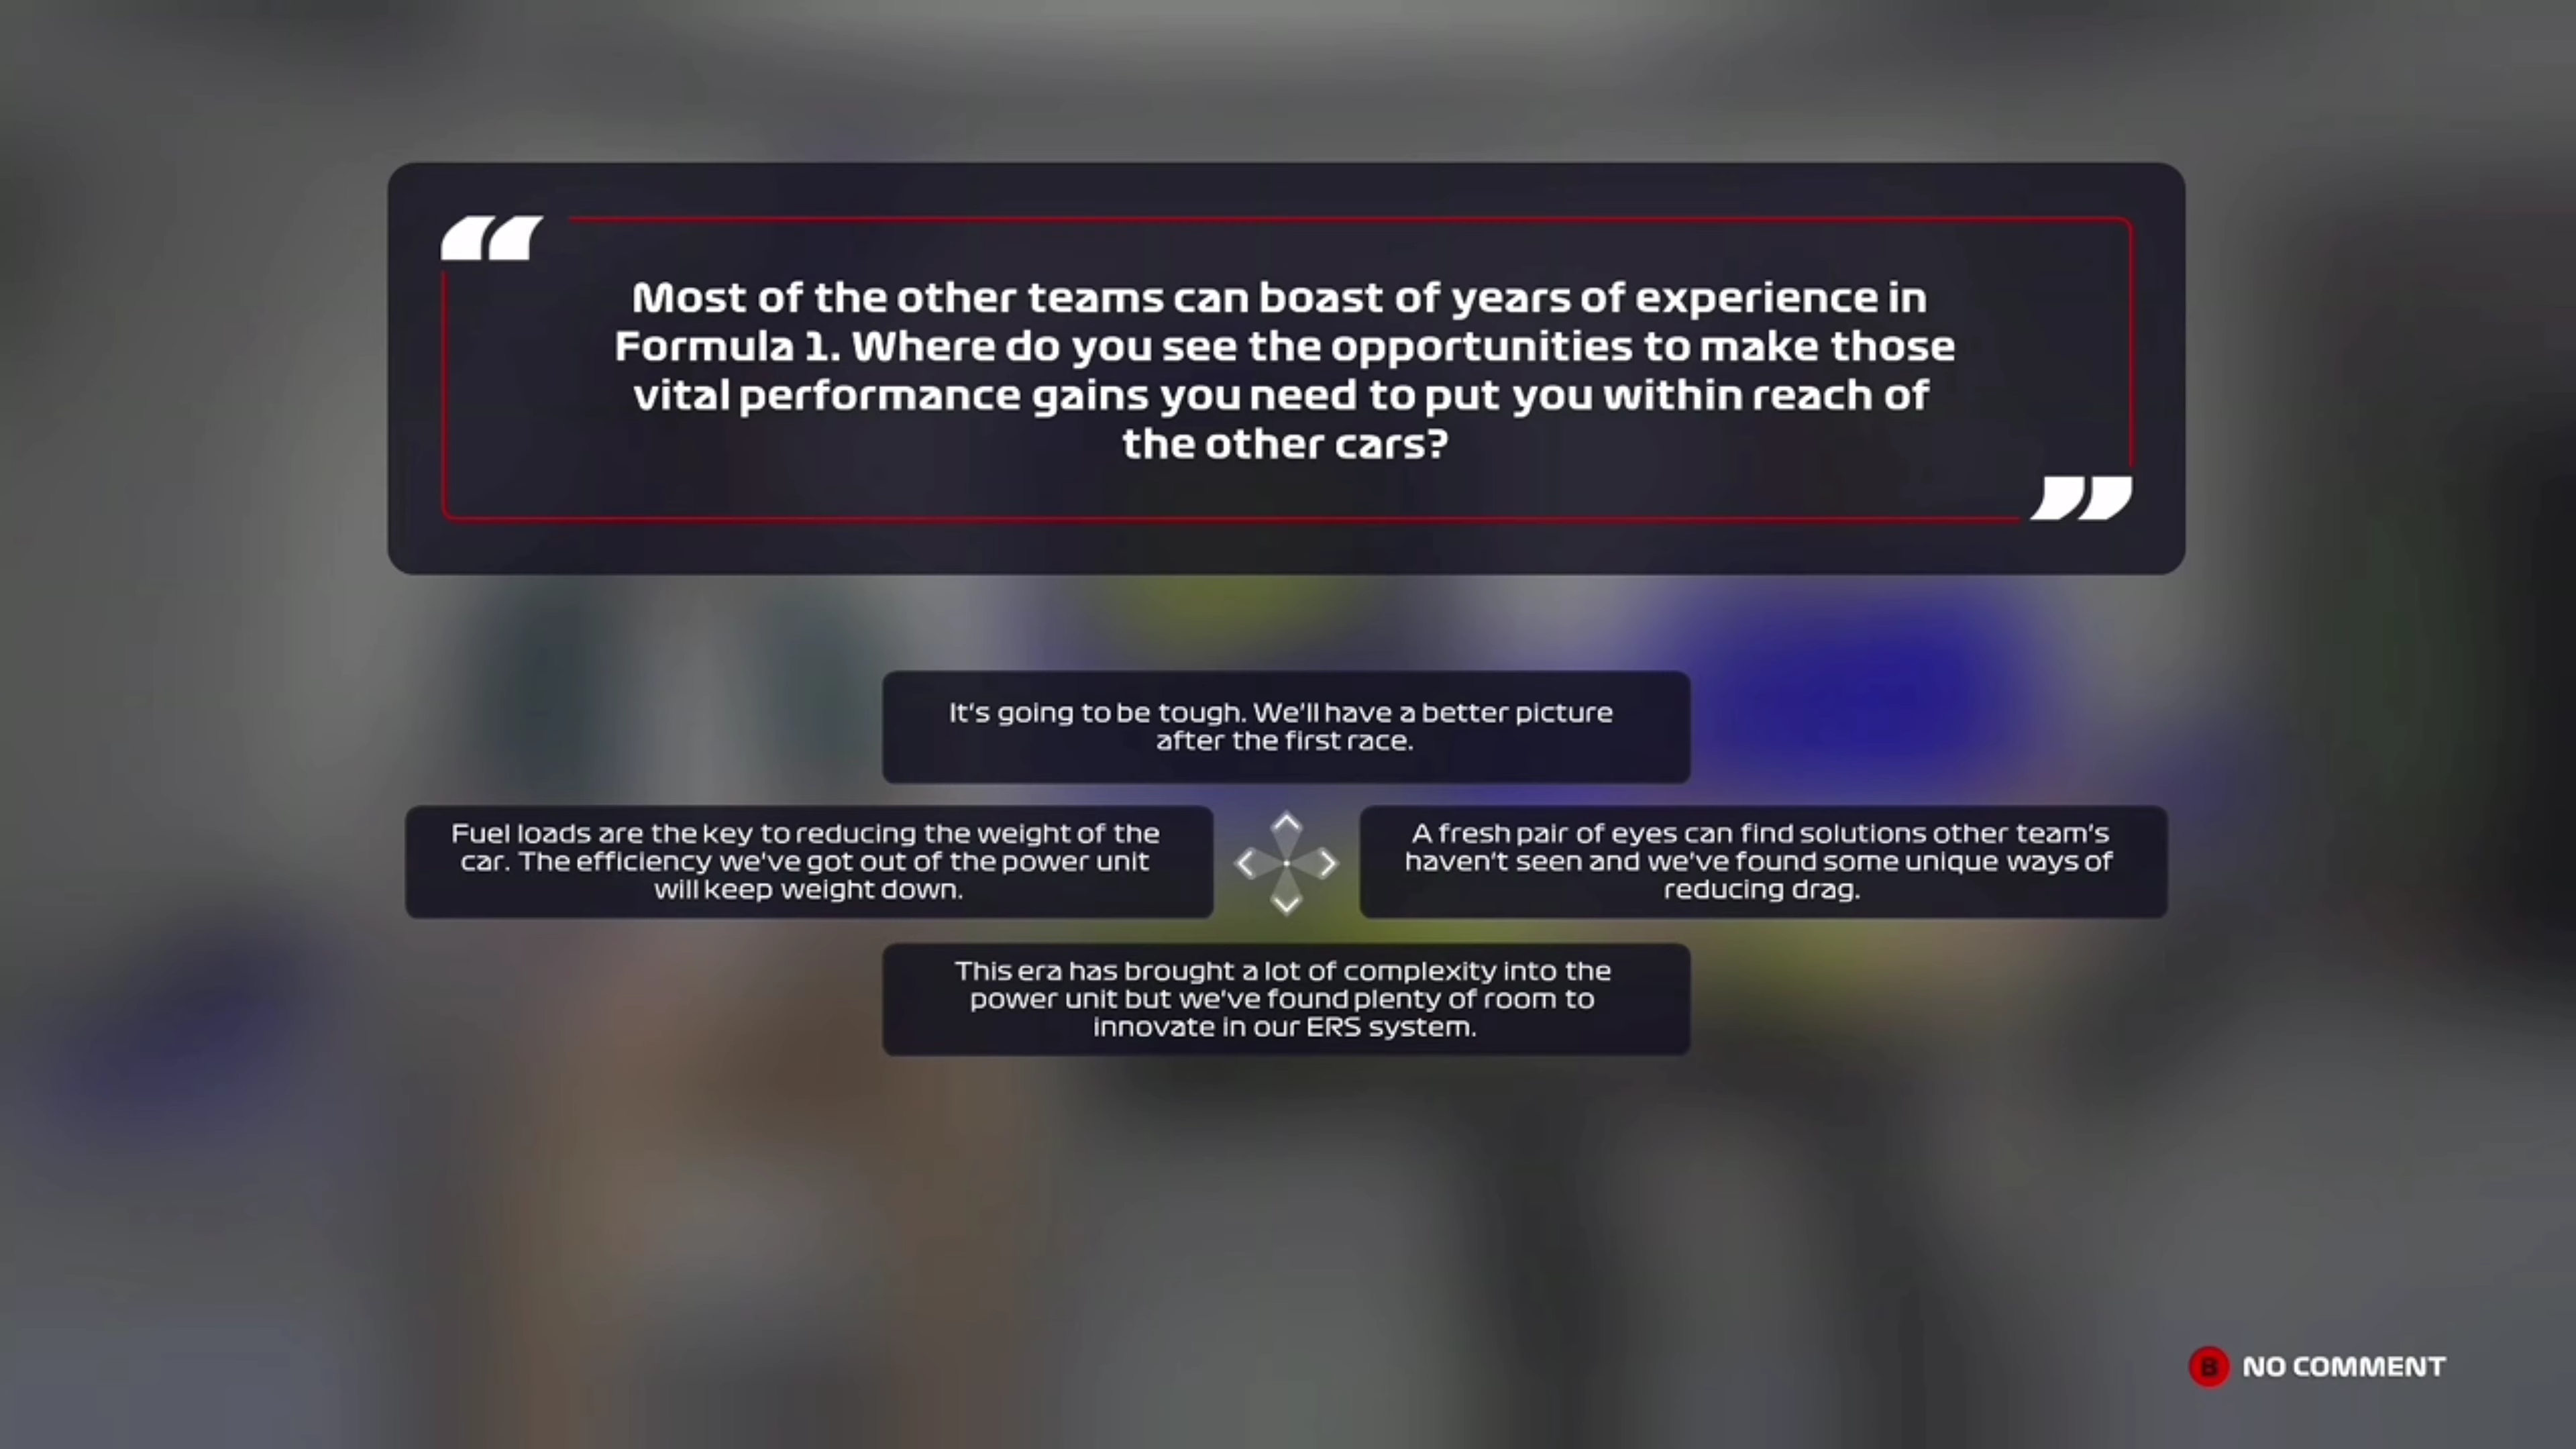 Most of the other teams can boast of years of experience in
Formula 1. Where do you see the opportunities to make those
vital performance gains you need to put you within reach of
the other cars?
It's going to be tough. We'll have a better picture
after the first race.
Fuel loads are the key to reducing the weight of the
car. The efficiency we've got out of the power unit
will keep weight down.
A fresh pair of eyes can find solutions other team's
haven't seen and we've found some unique ways of
reducing drag.
This era has brought a lot of complexity into the
power unit but we've found plenty of room to
innovate in our ERS system.
B NO COMMENT